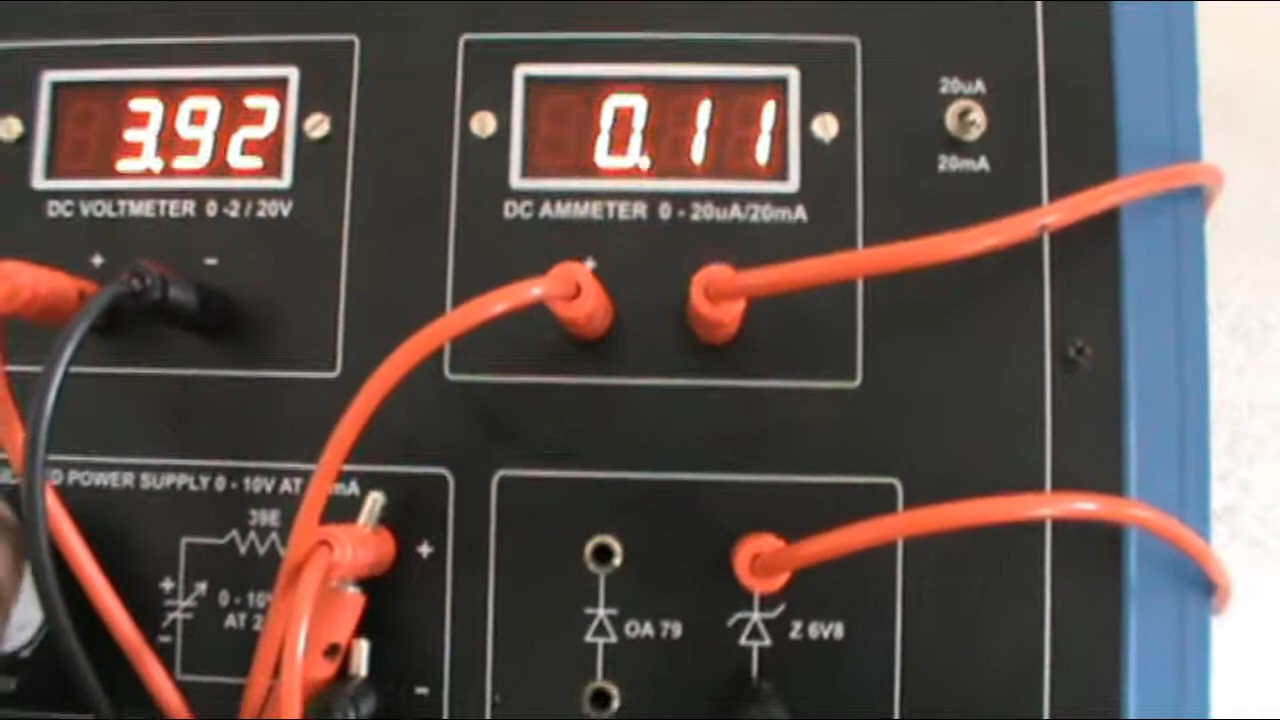 3.92
0.11
20uA
20mA
DC VOLTMETER 0 -2 / 20V
DC AMMETER 0 - 20uA/20mA
+ -
+
POWER SUPPLY 0 - 10V AT
39E
+
+
0 - 10
AT 2
-
-
OA 79
Z 6V8